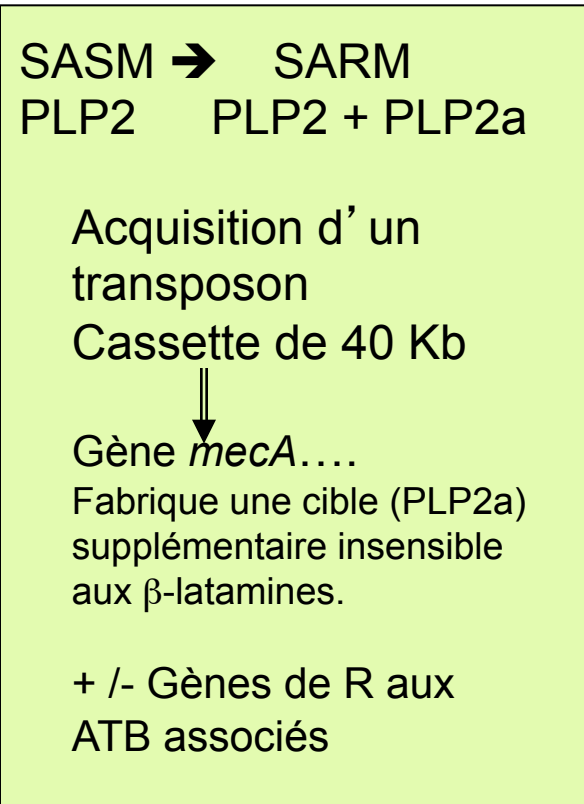 SASM ➔ SARM
PLP2 PLP2 + PLP2a
Acquisition d’un
transposon
Cassette de 40 Kb
Gène mecA….
Fabrique une cible (PLP2a)
supplémentaire insensible
aux β-latamines.
+ /- Gènes de R aux
ATB associés